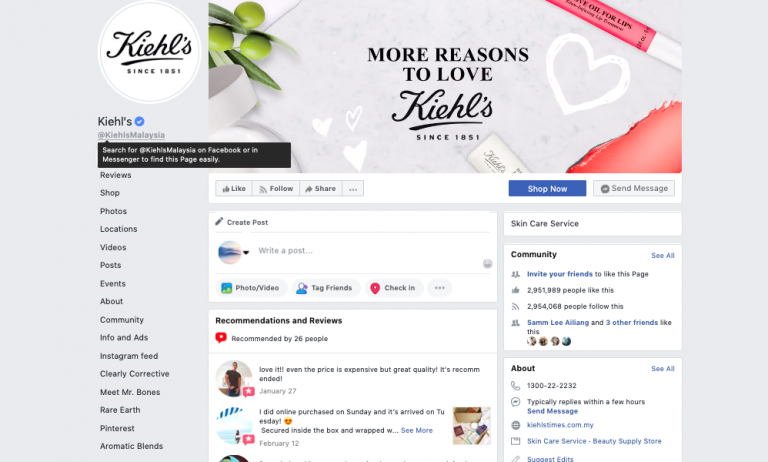 Kiehl's
SINCE 1851
OIL FOR LIPS
MORE REASONS
TO LOVE
Kiehl's
SINCE 1851
Kiehl's
@KiehlsMalaysia
Search for @KiehlsMalaysia on Facebook or in
Messenger to find this Page easily.
Reviews
Shop
Photos
Locations
Videos
Posts
Events
About
Community
Info and Ads
Instagram feed
Clearly Corrective
Meet Mr. Bones
Rare Earth
Pinterest
Aromatic Blends
Like
Follow
Share
...
Shop Now
Send Message
Create Post
Write a post...
Photo/Video
Tag Friends
Check in
Recommendations and Reviews
Recommended by 26 people
love it!! even the price is expensive but great quality! It's recomm
ended!
January 27
I did online purchased on Sunday and it's arrived on Tu
esday! 😍
Secured inside the box and wrapped w... See More
February 12
Skin Care Service
Community
See All
Invite your friends to like this Page
2,951,989 people like this
2,954,068 people follow this
Samm Lee Ailiang and 3 other friends like
this
About
See All
1300-22-2232
Typically replies within a few hours
Send Message
kiehlstimes.com.my
Skin Care Service · Beauty Supply Store
Suggest Edits